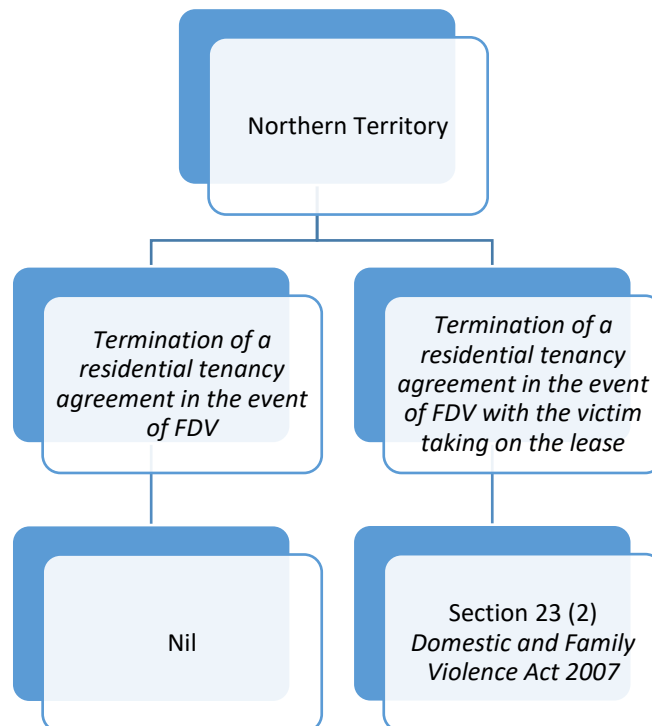 Northern Territory
Termination of a
residential tenancy
agreement in the event
of FDV
Termination of a
residential tenancy
agreement in the event
of FDV with the victim
taking on the lease
Nil
Section 23 (2)
Domestic and Family
Violence Act 2007